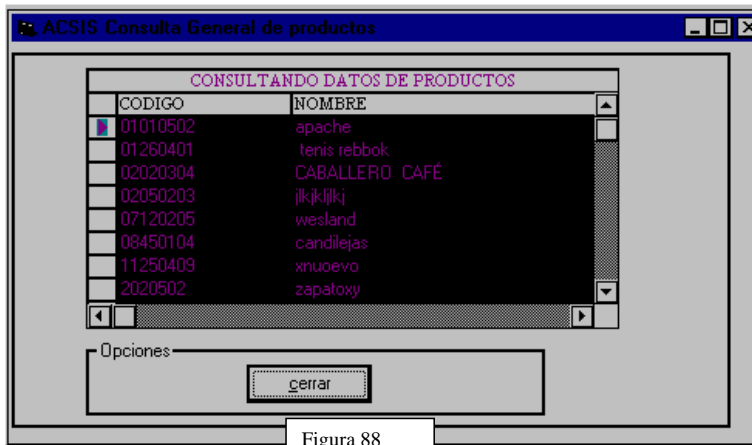 ACSIS Consulta General de productos
CONSULTANDO DATOS DE PRODUCTOS
CODIGO NOMBRE
01010502 apache
01260401 tenis rebbok
02020304 CABALLERO CAFÉ
02050203 jlkjkljlkj
07120205 wesland
08450104 candilejas
11250409 xnuoevo
2020502 zapatoxy
Opciones
cerrar
Figura 88